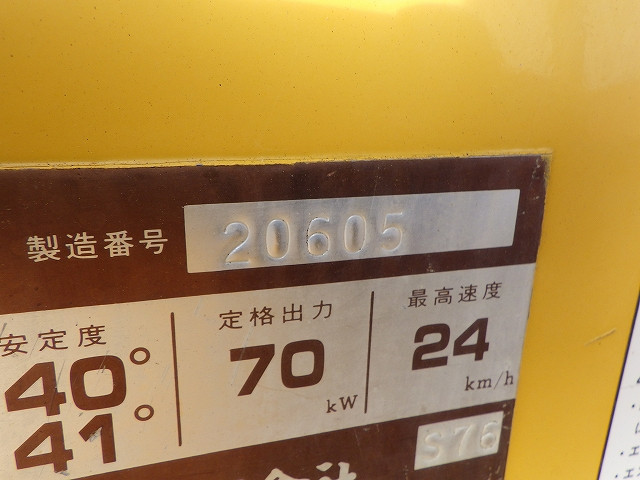 製造番号 20605
安定度 定格出力 最高速度
40° 70 24
41° kW km/h
S76